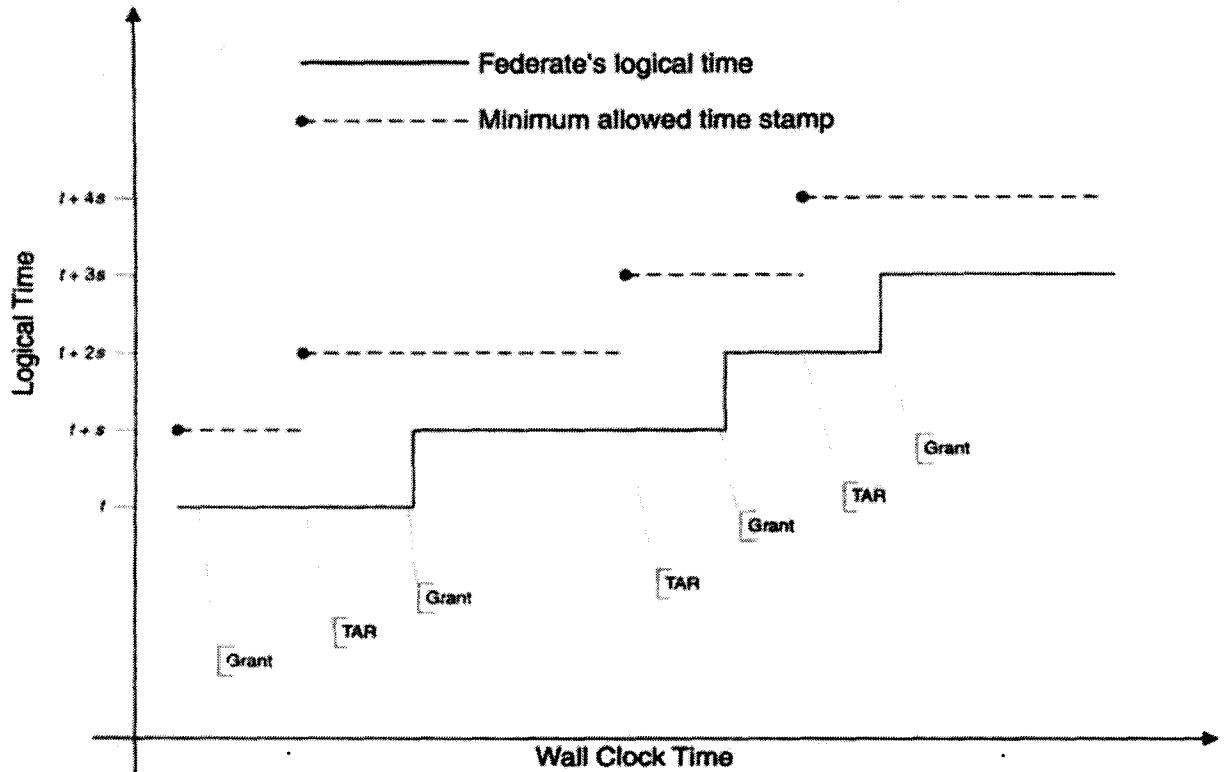 Federate's logical time
Minimum allowed time stamp
t + 4s
t + 3s
t + 2s
t + s
t
Logical Time
Grant
TAR
Grant
TAR
Grant
TAR
Grant
Wall Clock Time